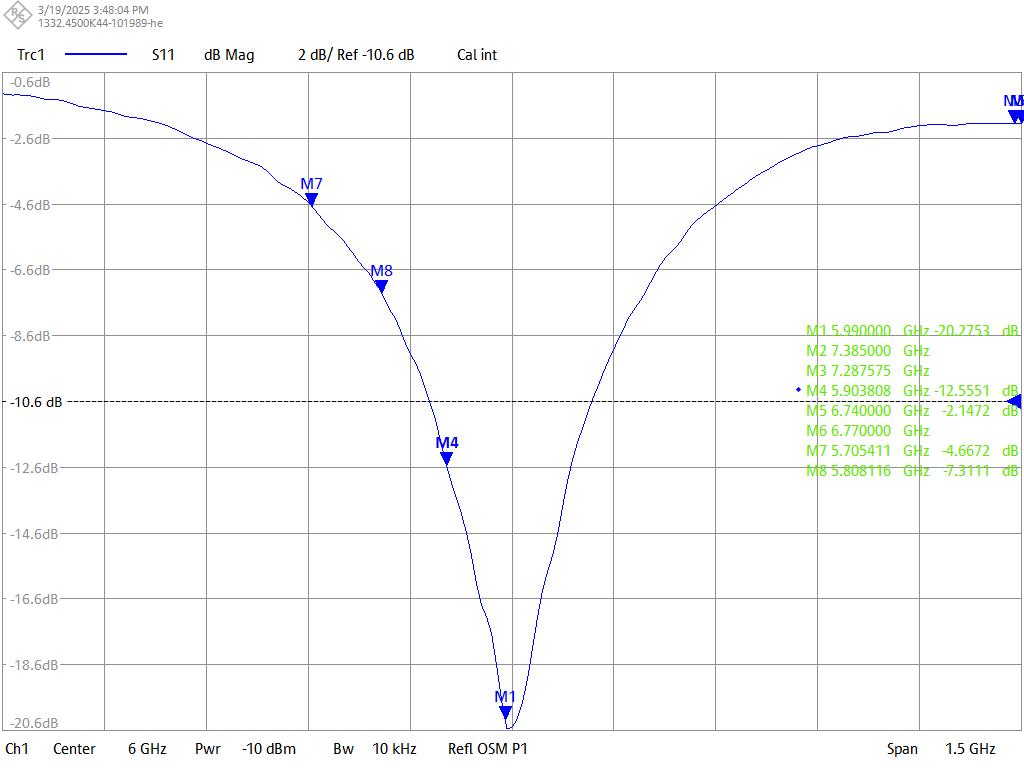 3/19/2025 3:48:04 PM
1332.4500K44-101989-he
Trc1 S11 dB Mag 2 dB/ Ref -10.6 dB Cal int
-0.6dB
-2.6dB
M7
-4.6dB
M8
-6.6dB
-8.6dB
-10.6 dB
M4
-12.6dB
-14.6dB
-16.6dB
-18.6dB
M1
-20.6dB
M1 5.990000 GHz -20.2753 dB
M2 7.385000 GHz
M3 7.287575 GHz
M4 5.903808 GHz -12.5551 dB
M5 6.740000 GHz -2.1472 dB
M6 6.770000 GHz
M7 5.705411 GHz -4.6672 dB
M8 5.808116 GHz -7.3111 dB
Ch1 Center 6 GHz Pwr -10 dBm Bw 10 kHz Refl OSM P1 Span 1.5 GHz